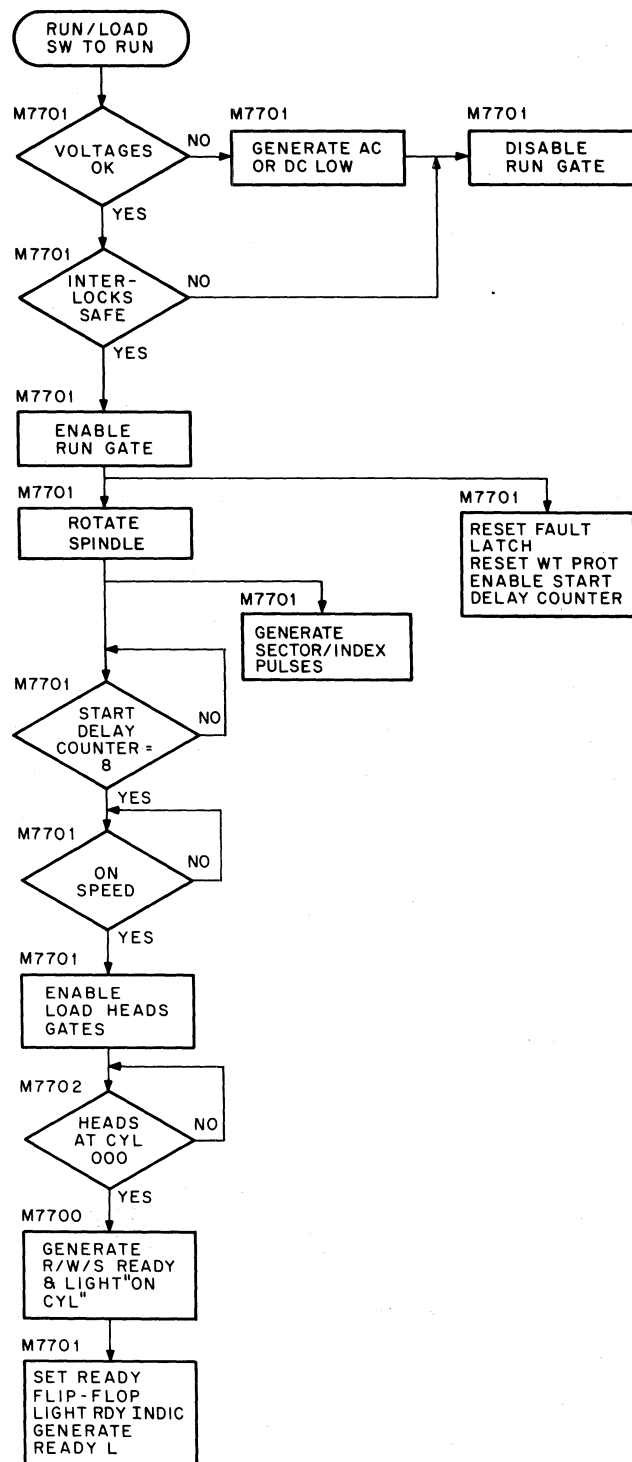 RUN/LOAD
SW TO RUN
M7701
VOLTAGES
OK
NO
YES
M7701
GENERATE AC
OR DC LOW
M7701
DISABLE
RUN GATE
M7701
INTER-
LOCKS
SAFE
NO
YES
M7701
ENABLE
RUN GATE
M7701
ROTATE
SPINDLE
M7701
RESET FAULT
LATCH
RESET WT PROT
ENABLE START
DELAY COUNTER
M7701
GENERATE
SECTOR/INDEX
PULSES
M7701
START
DELAY
COUNTER =
8
NO
YES
M7701
ON
SPEED
NO
YES
M7701
ENABLE
LOAD HEADS
GATES
M7702
HEADS
AT CYL
000
NO
YES
M7700
GENERATE
R/W/S READY
& LIGHT "ON
CYL"
M7701
SET READY
FLIP-FLOP
LIGHT RDY INDIC
GENERATE
READY L